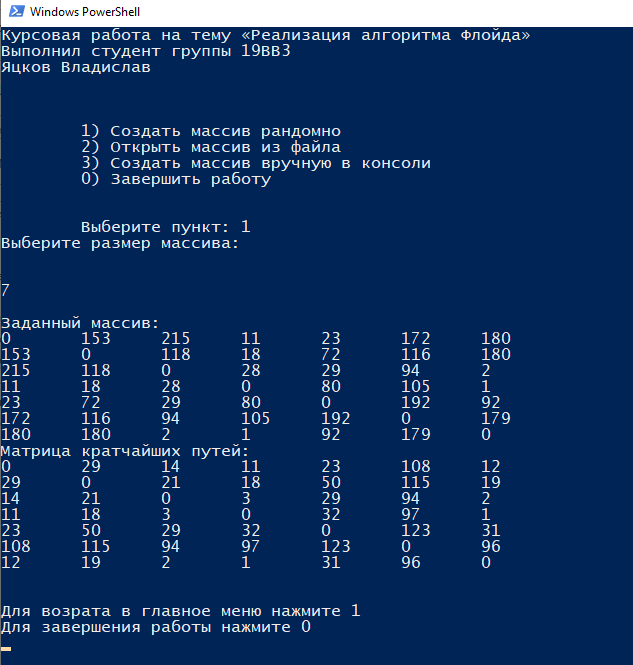 Windows PowerShell
Курсовая работа на тему «Реализация алгоритма Флойда»
Выполнил студент группы 19ВВ3
Яцков Владислав
1) Создать массив рандомно
2) Открыть массив из файла
3) Создать массив вручную в консоли
0) Завершить работу
Выберите пункт: 1
Выберите размер массива:
7
Заданный массив:
0 153 215 11 23 172 180
153 0 118 18 72 116 180
215 118 0 28 29 94 2
11 18 28 0 80 105 1
23 72 29 80 0 192 92
172 116 94 105 192 0 179
180 180 2 1 92 179 0
Матрица кратчайших путей:
0 29 14 11 23 108 12
29 0 21 18 50 115 19
14 21 0 3 29 94 2
11 18 3 0 32 97 1
23 50 29 32 0 123 31
108 115 94 97 123 0 96
12 19 2 1 31 96 0
Для возрата в главное меню нажмите 1
Для завершения работы нажмите 0